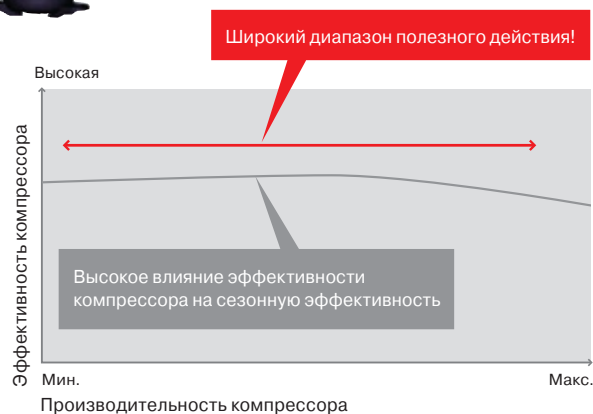 Широкий диапазон полезного действия!
Высокая
Эффективность компрессора
Высокое влияние эффективности
компрессора на сезонную эффективность
Мин.
Макс.
Производительность компрессора